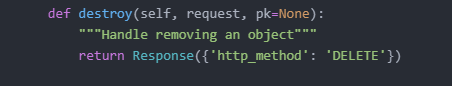 def destroy(self, request, pk=None):
"""Handle removing an object"""
return Response({'http_method': 'DELETE'})